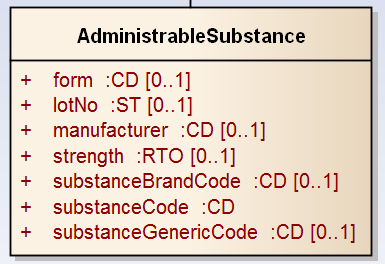 AdministrableSubstance
+ form :CD [0..1]
+ lotNo :ST [0..1]
+ manufacturer :CD [0..1]
+ strength :RTO [0..1]
+ substanceBrandCode :CD [0..1]
+ substanceCode :CD
+ substanceGenericCode :CD [0..1]